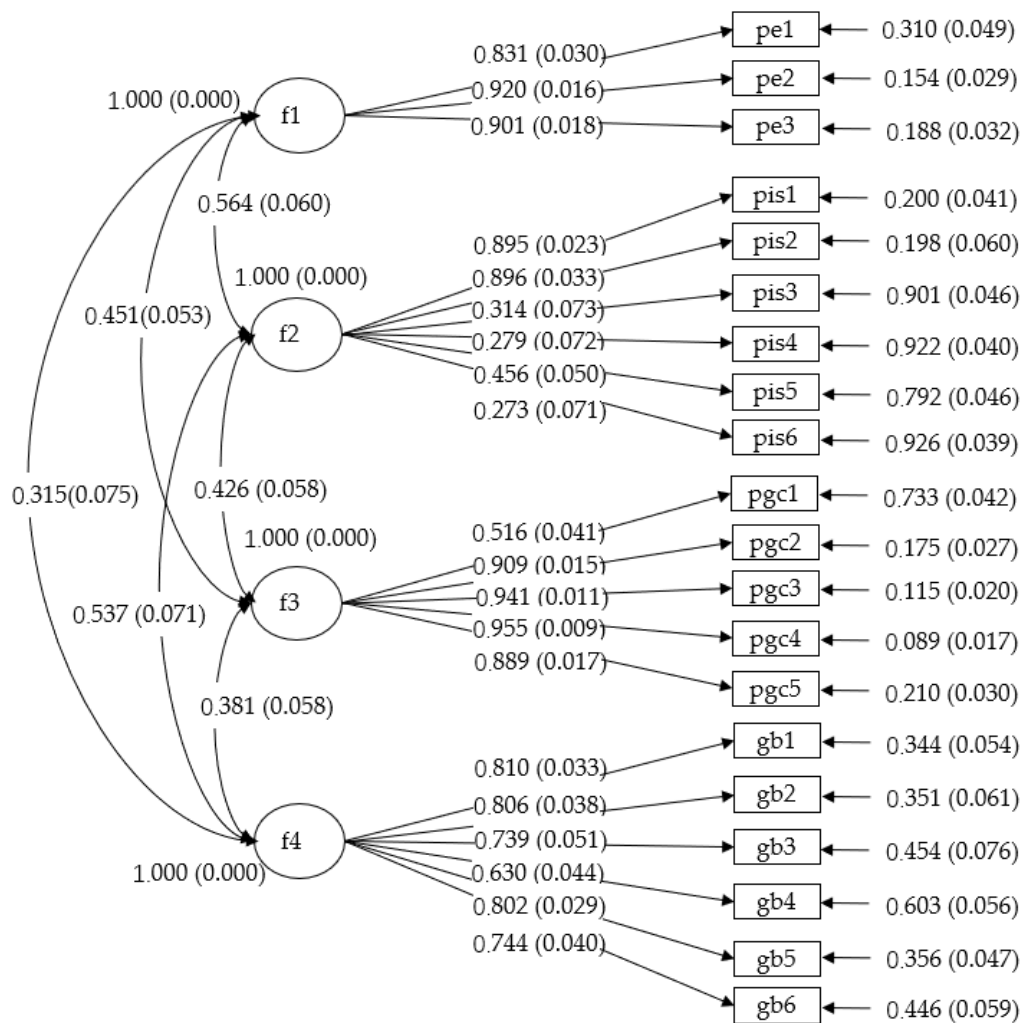 pe1
0.310 (0.049)
0.831 (0.030)
pe2
0.154 (0.029)
0.920 (0.016)
1.000 (0.000)
f1
0.901 (0.018)
pe3
0.188 (0.032)
0.564 (0.060)
pis1
0.200 (0.041)
0.895 (0.023)
pis2
0.198 (0.060)
1.000 (0.000)
0.896 (0.033)
0.451(0.053)
0.314 (0.073)
pis3
0.901 (0.046)
f2
0.279 (0.072)
pis4
0.922 (0.040)
0.456 (0.050)
pis5
0.792 (0.046)
0.273 (0.071)
pis6
0.926 (0.039)
0.315(0.075)
0.426 (0.058)
pgc1
0.733 (0.042)
1.000 (0.000)
0.516 (0.041)
pgc2
0.175 (0.027)
0.909 (0.015)
0.537 (0.071)
f3
0.941 (0.011)
pgc3
0.115 (0.020)
0.955 (0.009)
pgc4
0.089 (0.017)
0.889 (0.017)
pgc5
0.210 (0.030)
0.381 (0.058)
gb1
0.344 (0.054)
0.810 (0.033)
gb2
0.351 (0.061)
0.806 (0.038)
f4
0.739 (0.051)
gb3
0.454 (0.076)
1.000 (0.000)
0.630 (0.044)
gb4
0.603 (0.056)
0.802 (0.029)
0.744 (0.040)
gb5
0.356 (0.047)
gb6
0.446 (0.059)